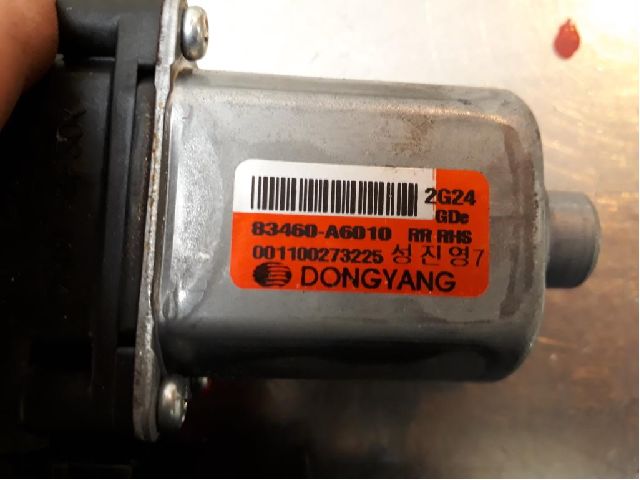 2G24
GDe
83460-A6010 RR RHS
001100273225 성진영7
DONGYANG